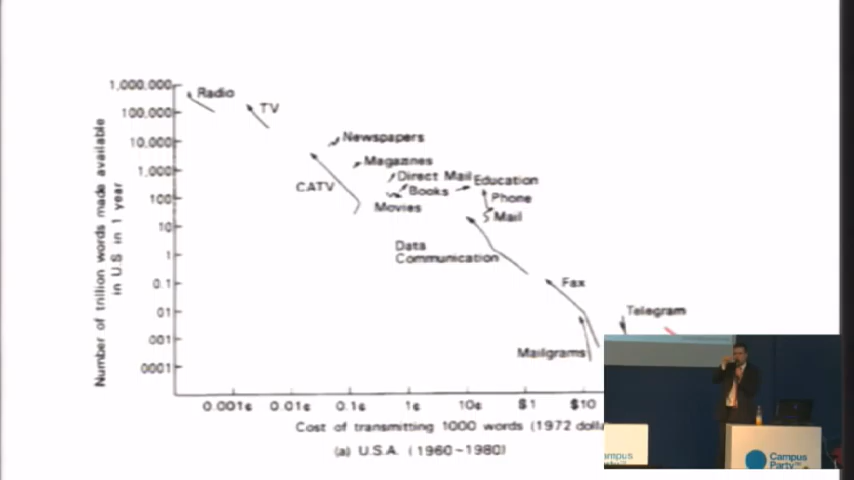 1,000,000
Radio
TV
100,000
10,000
Newspapers
Magazines
1,000
Direct Mail
Education
CATV
Books
100
Phone
Movies
Mail
10
Data
Communication
1
Fax
0.1
Telegram
01
001
Mailgrams
0001
Number of trillion words made available
in U.S in 1 year
0.001¢ 0.01¢ 0.1¢ 1¢ 10¢ $1 $10
Cost of transmitting 1000 words (1972 dolla
(a) U.S.A. (1960~1980)
ampus
Campus
Party